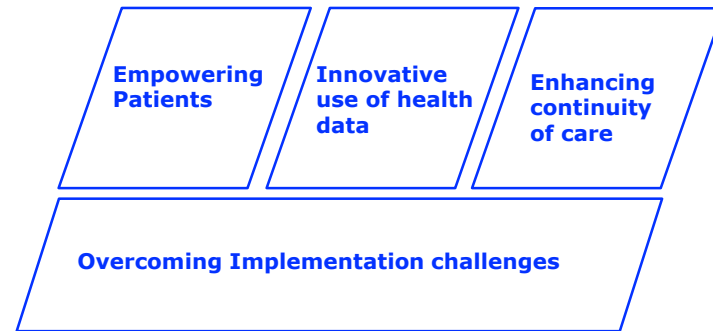 Empowering
Patients
Innovative
use of health
data
Enhancing
continuity
of care
Overcoming Implementation challenges